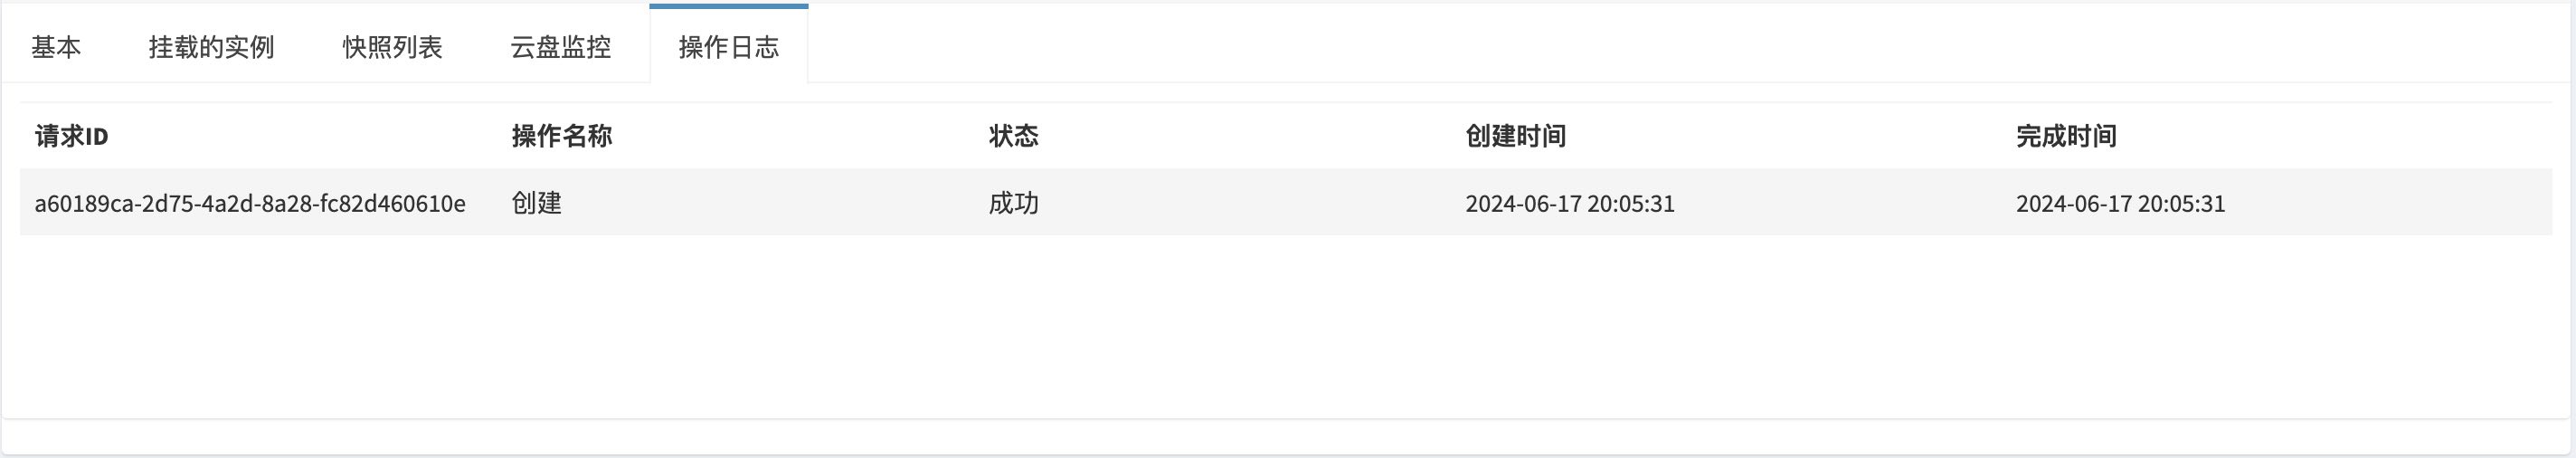 基本 挂载的实例 快照列表 云盘监控 操作日志
请求ID 操作名称 状态 创建时间 完成时间
a60189ca-2d75-4a2d-8a28-fc82d460610e 创建 成功 2024-06-17 20:05:31 2024-06-17 20:05:31